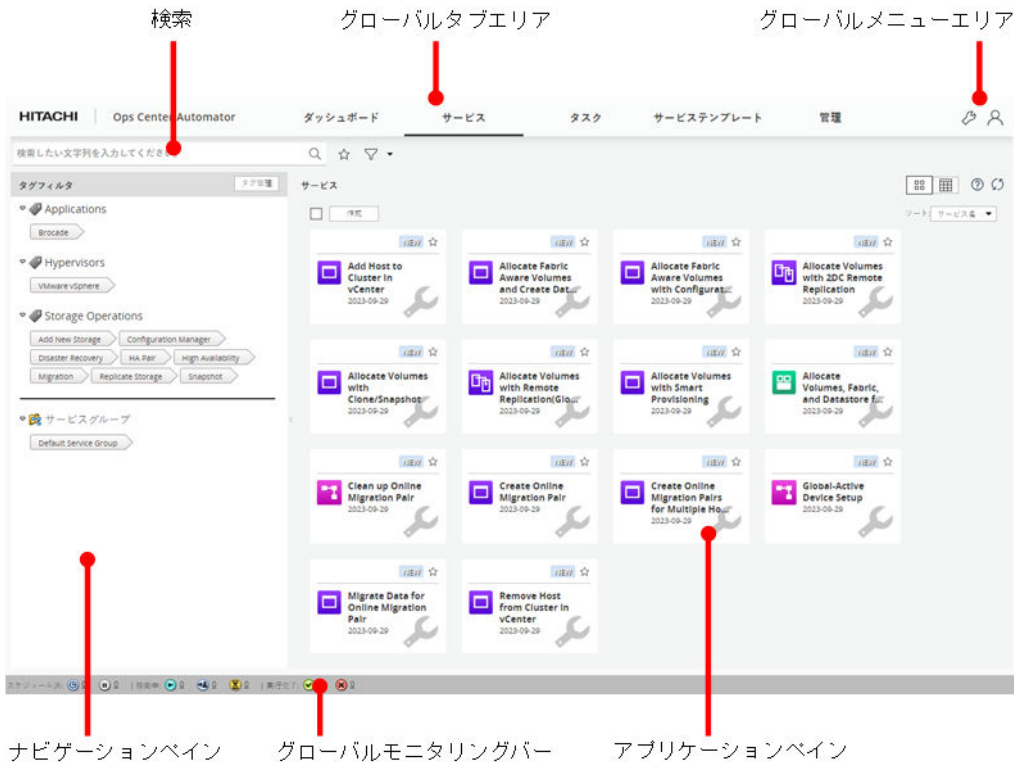 検索
グローバルタブエリア
グローバルメニューエリア
HITACHI
Ops Center Automator
ダッシュボード
サービス
タスク
サービステンプレート
管理
検索したい文字列を入力してください
タグフィルタ
タグ管理
サービス
Applications
作成
ソート: サービス名
Brocade
Hypervisors
VMware vSphere
Storage Operations
Add New Storage
Configuration Manager
Disaster Recovery
HA Pair
High Availability
Migration
Replicate Storage
Snapshot
サービスグループ
Default Service Group
NEW
Add Host to
Cluster in
vCenter
2023-09-29
NEW
Allocate Fabric
Aware Volumes
and Create Dat...
2023-09-29
NEW
Allocate Fabric
Aware Volumes
with Configurat...
2023-09-29
NEW
Allocate Volumes
with 2DC Remote
Replication
2023-09-29
NEW
Allocate Volumes
with
Clone/Snapshot
2023-09-29
NEW
Allocate Volumes
with Remote
Replication(Glo...
2023-09-29
NEW
Allocate Volumes
with Smart
Provisioning
2023-09-29
NEW
Allocate
Volumes, Fabric,
and Datastore f...
2023-09-29
NEW
Clean up Online
Migration Pair
2023-09-29
NEW
Create Online
Migration Pair
2023-09-29
NEW
Create Online
Migration Pairs
for Multiple Ho...
2023-09-29
NEW
Global-Active
Device Setup
2023-09-29
NEW
Migrate Data for
Online Migration
Pair
2023-09-29
NEW
Remove Host
from Cluster in
vCenter
2023-09-29
ナビゲーションペイン
グローバルモニタリングバー
アプリケーションペイン